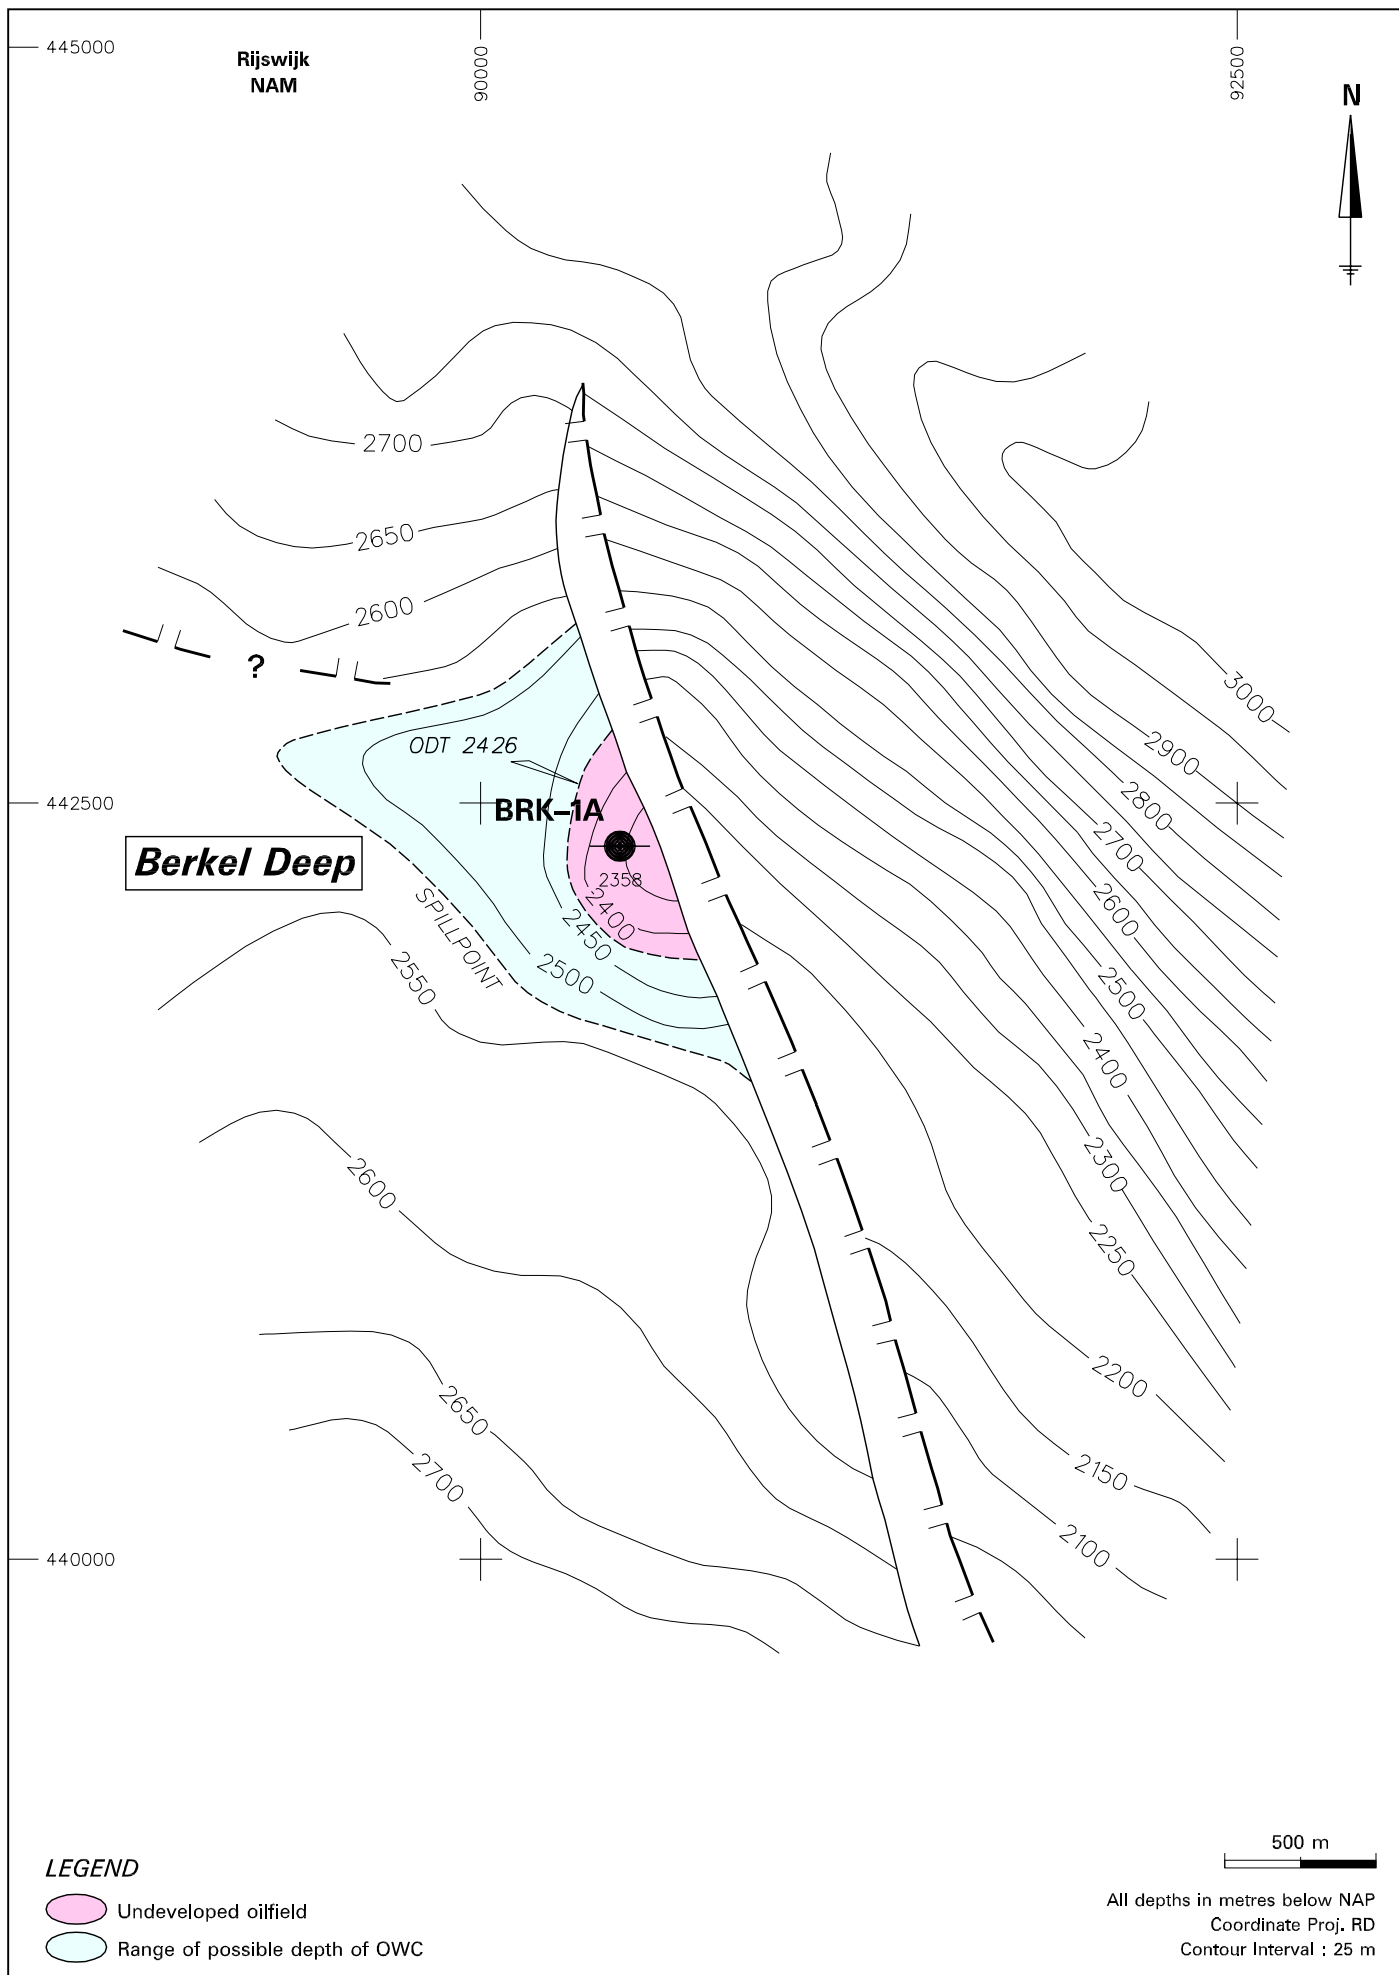 445000
Rijswijk
NAM
90000
92500
N
2700
2650
2600
?
3000
2900
2800
2700
2600
2500
2400
2300
2250
2200
2150
2100
ODT 2426
442500
BRK–1A
Berkel Deep
2358
2400
2450
2500
SPILLPOINT
2550
2600
2650
2700
440000
500 m
LEGEND
Undeveloped oilfield
Range of possible depth of OWC
All depths in metres below NAP
Coordinate Proj. RD
Contour Interval : 25 m